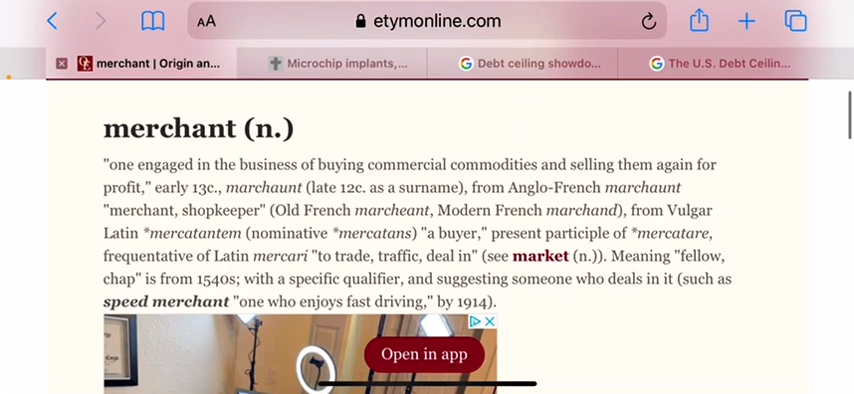 AA etymonline.com
merchant | Origin an... Microchip implants,... Debt ceiling showdo... The U.S. Debt Ceilin...
merchant (n.)
"one engaged in the business of buying commercial commodities and selling them again for
profit," early 13c., marchaunt (late 12c. as a surname), from Anglo-French marchaunt
"merchant, shopkeeper" (Old French marcheant, Modern French marchand), from Vulgar
Latin *mercatantem (nominative *mercatans) "a buyer," present participle of *mercatare,
frequentative of Latin mercari "to trade, traffic, deal in" (see market (n.)). Meaning "fellow,
chap" is from 1540s; with a specific qualifier, and suggesting someone who deals in it (such as
speed merchant "one who enjoys fast driving," by 1914).
Open in app